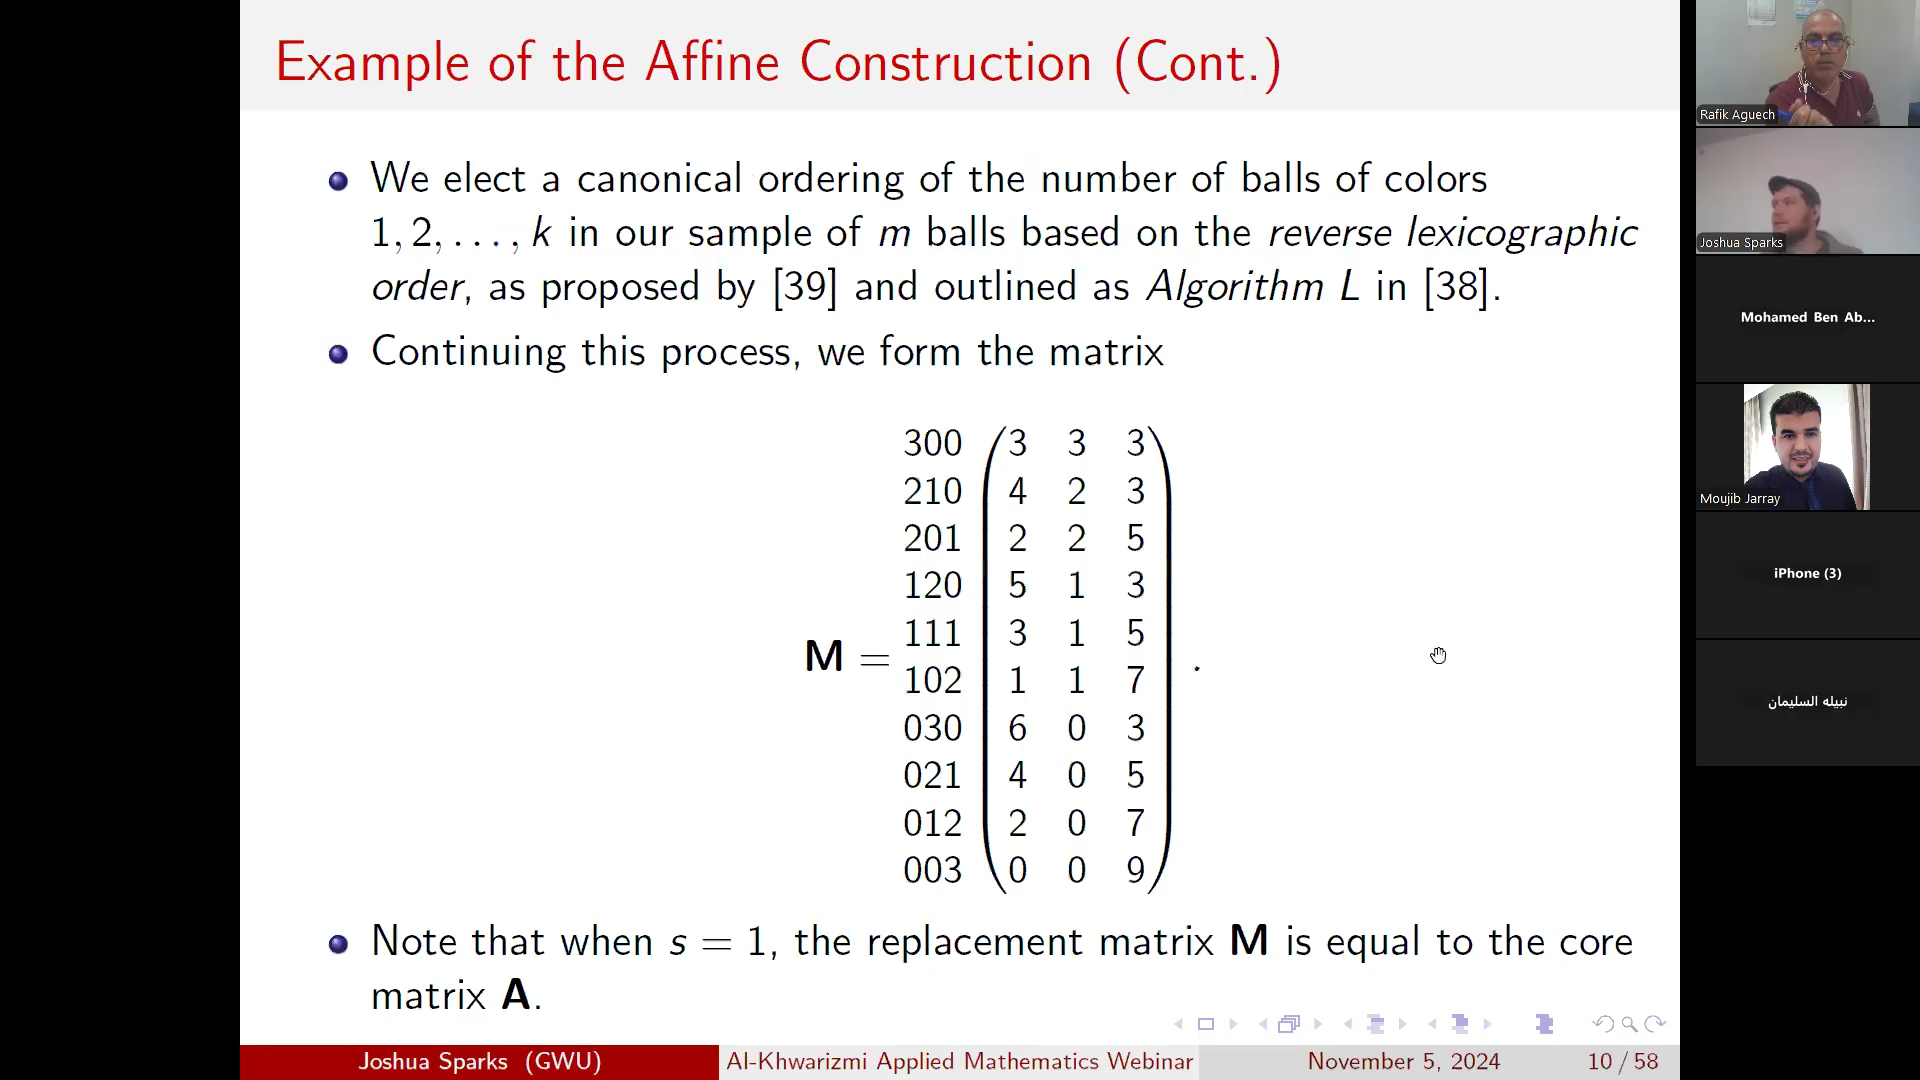 Example of the Affine Construction (Cont.)
We elect a canonical ordering of the number of balls of colors
1, 2, . . . , k in our sample of m balls based on the reverse lexicographic
order, as proposed by [39] and outlined as Algorithm L in [38].
Continuing this process, we form the matrix
300 3 3 3
210 4 2 3
201 2 2 5
120 5 1 3
111 3 1 5
M =
102 1 1 7
030 6 0 3
021 4 0 5
012 2 0 7
003 0 0 9
.
Note that when s = 1, the replacement matrix M is equal to the core
matrix A.
Joshua Sparks (GWU) Al-Khwarizmi Applied Mathematics Webinar November 5, 2024 10 / 58
Rafik Aguech
Joshua Sparks
Mohamed Ben Ab...
Moujib Jarray
iPhone (3)
نبيله السليمان